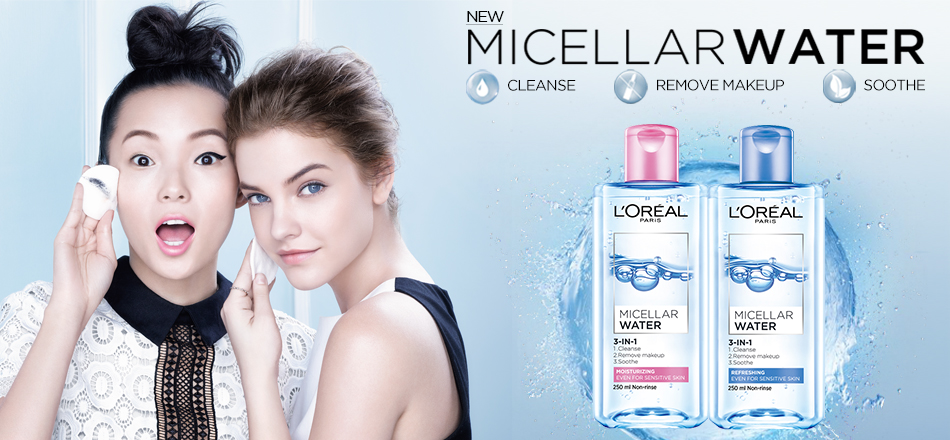 NEW
MICELLAR WATER
CLEANSE REMOVE MAKEUP SOOTHE
L'ORÉAL
PARIS
MICELLAR
WATER
3-IN-1
1.Cleanse
2.Remove makeup
3.Soothe
MOISTURIZING
EVEN FOR SENSITIVE SKIN
250 ml Non-rinse
L'ORÉAL
PARIS
MICELLAR
WATER
3-IN-1
1.Cleanse
2.Remove makeup
3.Soothe
REFRESHING
EVEN FOR SENSITIVE SKIN
250 ml Non-rinse